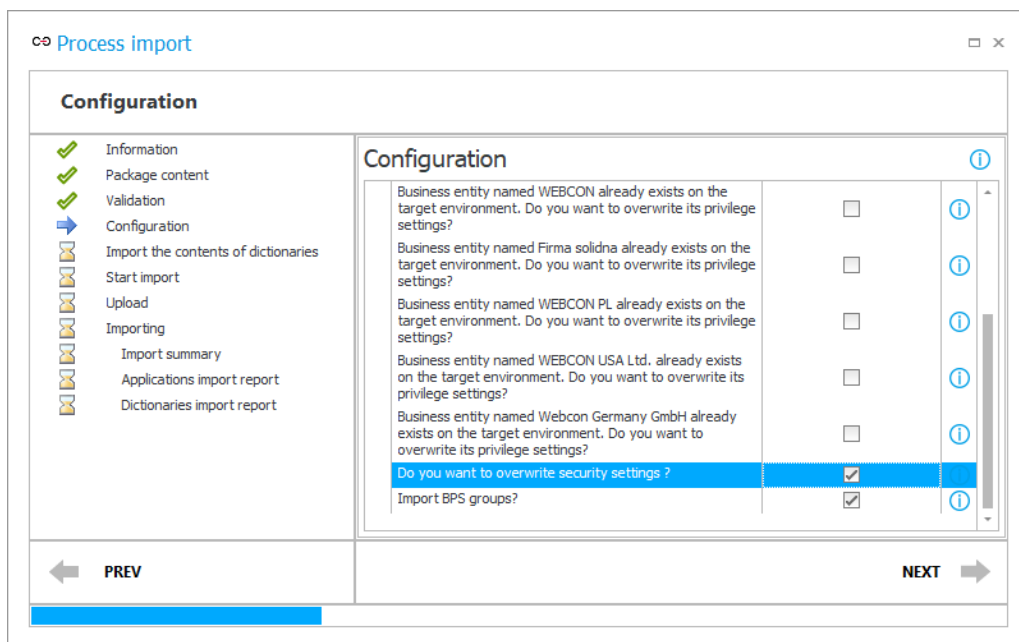 Process import
Configuration
Information
Package content
Validation
Configuration
Import the contents of dictionaries
Start import
Upload
Importing
Import summary
Applications import report
Dictionaries import report
Configuration
Business entity named WEBCON already exists on the
target environment. Do you want to overwrite its privilege
settings?
Business entity named Firma solidna already exists on the
target environment. Do you want to overwrite its privilege
settings?
Business entity named WEBCON PL already exists on the
target environment. Do you want to overwrite its privilege
settings?
Business entity named WEBCON USA Ltd. already exists
on the target environment. Do you want to overwrite its
privilege settings?
Business entity named Webcon Germany GmbH already
exists on the target environment. Do you want to
overwrite its privilege settings?
Do you want to overwrite security settings ?
Import BPS groups?
PREV
NEXT